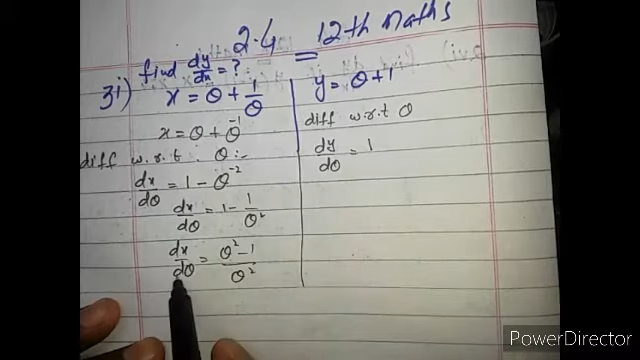 2.4 = 12th Maths
find dy/dx = ?
3i) x = θ + 1/θ
x = θ + θ⁻¹
diff w.r.t. θ:-
dx/dθ = 1 - θ⁻²
dx/dθ = 1 - 1/θ²
dx/dθ = θ² - 1/θ²
y = θ + 1
diff w.r.t θ
dy/dθ = 1
PowerDirector